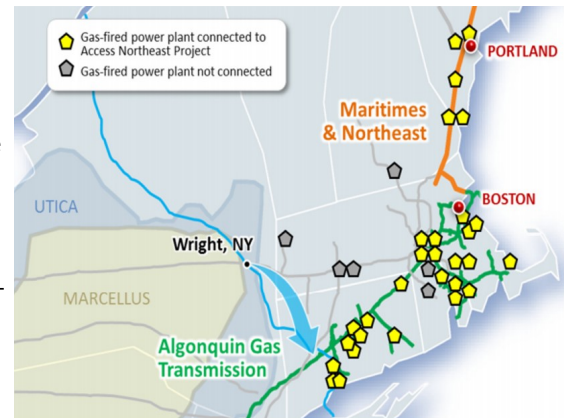 Gas-fired power plant connected to
Access Northeast Project
Gas-fired power plant not connected
PORTLAND
Maritimes
& Northeast
BOSTON
UTICA
Wright, NY
MARCELLUS
Algonquin Gas
Transmission